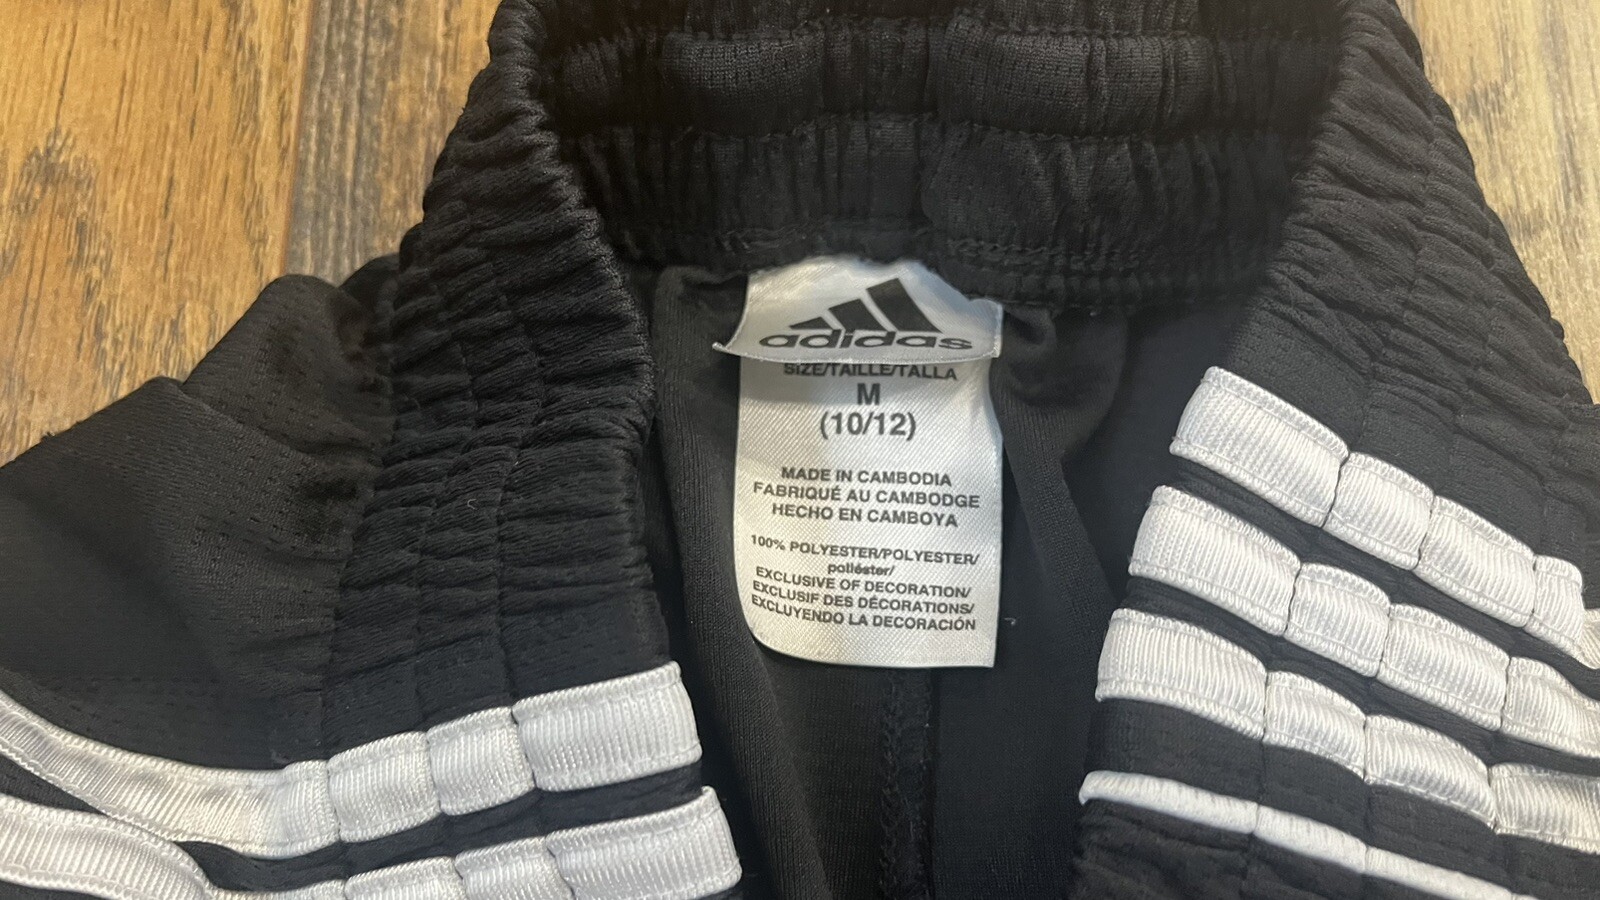 adidas
SIZE/TAILLE/TALLA
M
(10/12)
MADE IN CAMBODIA
FABRIQUÉ AU CAMBODGE
HECHO EN CAMBOYA
100% POLYESTER/POLYESTER/
poliéster/
EXCLUSIVE OF DECORATION/
EXCLUSIF DES DÉCORATIONS/
EXCLUYENDO LA DECORACIÓN